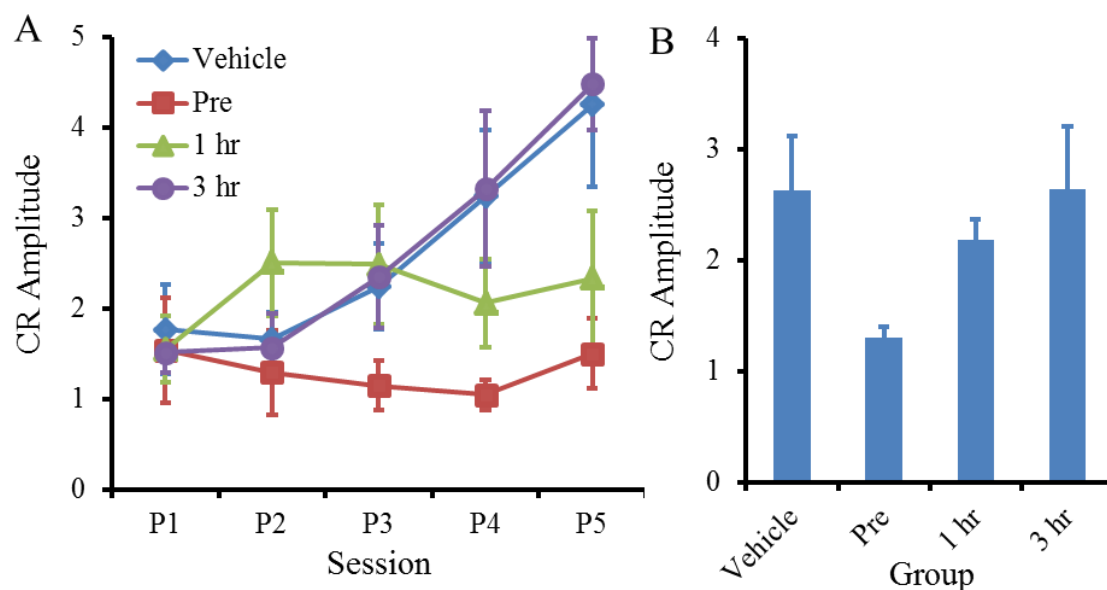 A
CR Amplitude
5
4
3
2
1
0
Vehicle
Pre
1 hr
3 hr
P1 P2 P3 P4 P5
Session
B
CR Amplitude
4
3
2
1
0
Vehicle Pre 1 hr 3 hr
Group